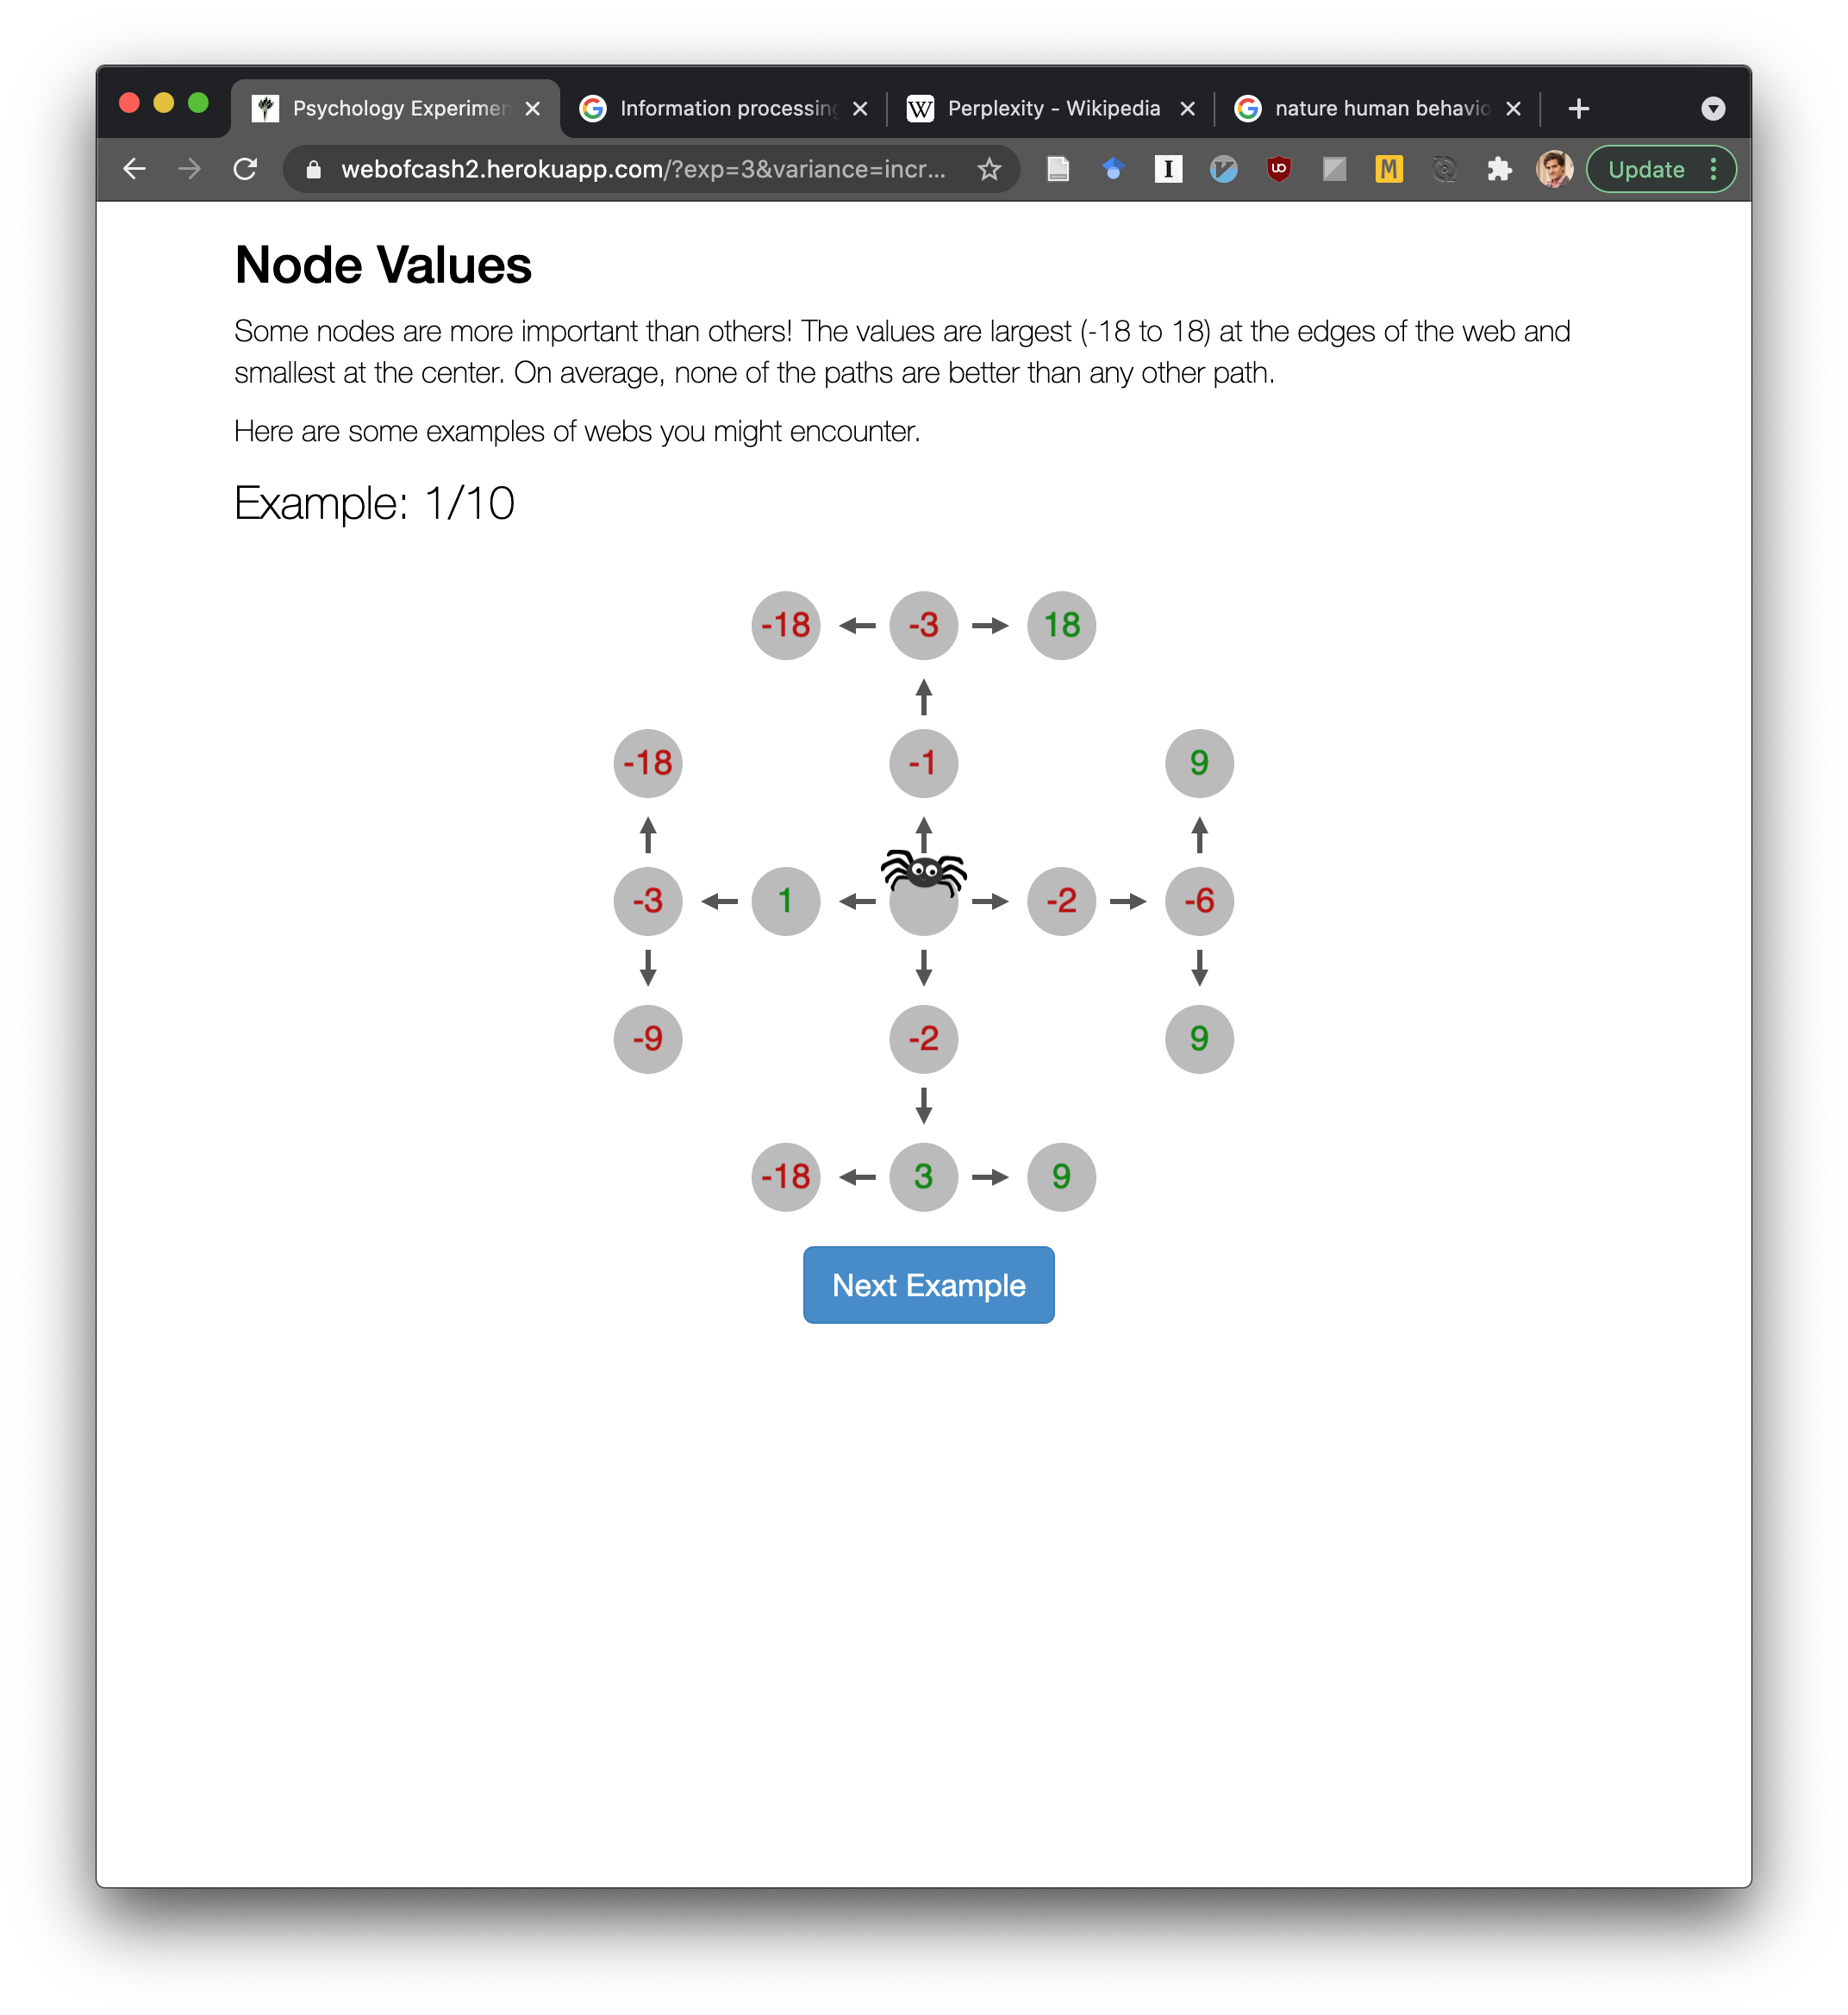 Psychology Experimen
Information processing
W Perplexity - Wikipedia
nature human behavio
webofcash2.herokuapp.com/?exp=3&variance=incr...
I
M
Update
Node Values
Some nodes are more important than others! The values are largest (-18 to 18) at the edges of the web and
smallest at the center. On average, none of the paths are better than any other path.
Here are some examples of webs you might encounter.
Example: 1/10
-18 -3 18
-18 -1 9
-3 1 -2 -6
-9 -2 9
-18 3 9
Next Example